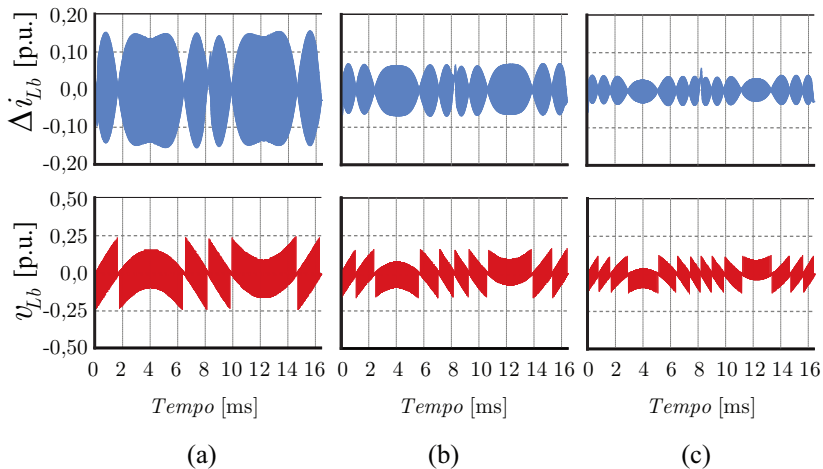 Δi_Lb [p.u.]
0,20
0,10
0,0
-0,10
-0,20
v_Lb [p.u.]
0,50
0,25
0,0
-0,25
-0,50
0 2 4 6 8 10 12 14 16
0 2 4 6 8 10 12 14 16
0 2 4 6 8 10 12 14 16
Tempo [ms]
Tempo [ms]
Tempo [ms]
(a)
(b)
(c)